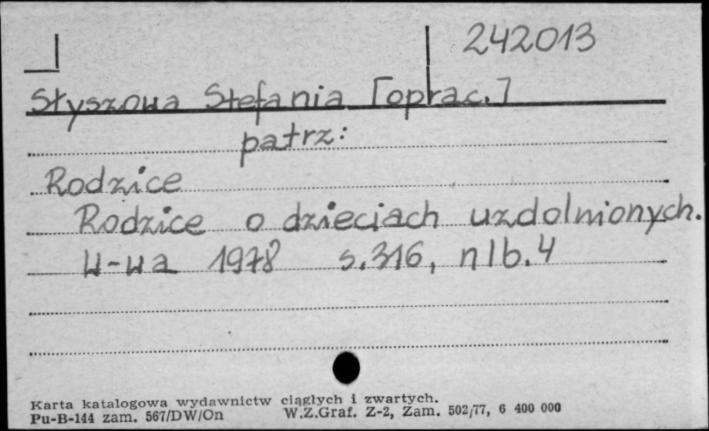 242013
Słyszowa Stefania [oprac.]
patrz:
Rodzice
Rodzice o dzieciach uzdolnionych.
W-wa 1978 s.316, nlb.4
Karta katalogowa wydawnictw ciągłych i zwartych.
Pu-B-144 zam. 567/DW/On W.Z.Graf. Z-2, Zam. 502/77, 6 400 000